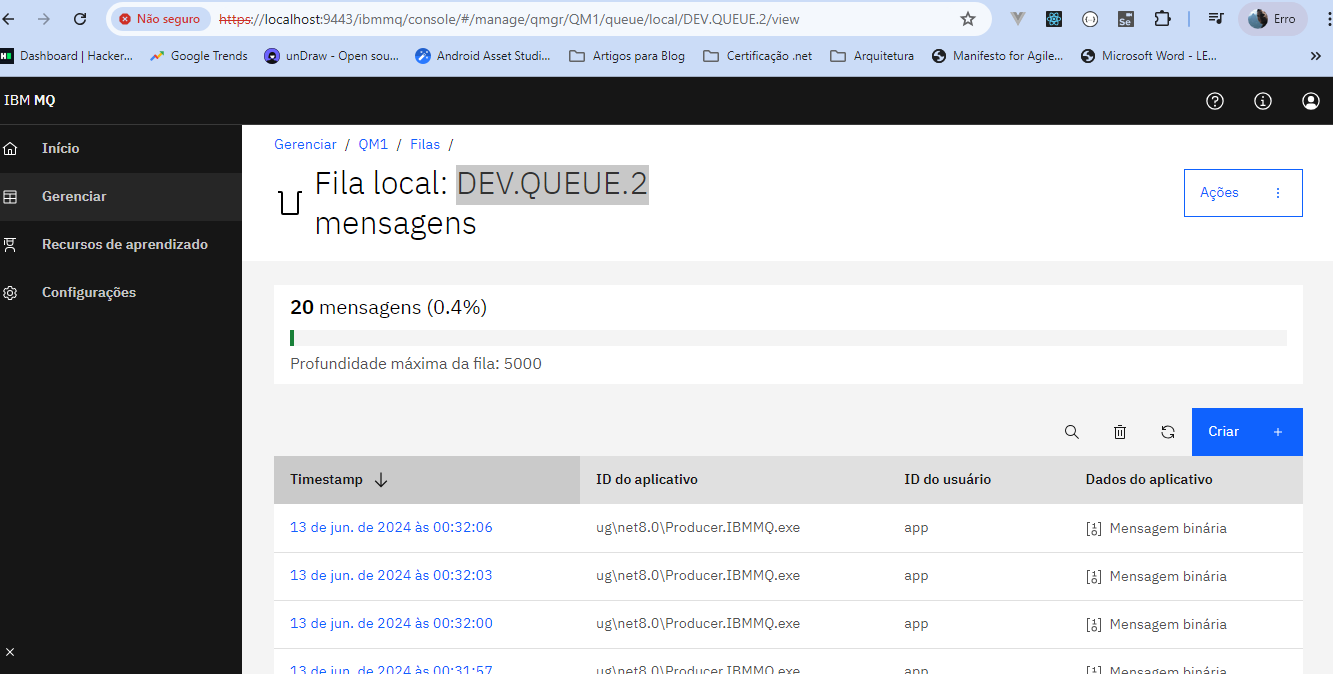 Não seguro https://localhost:9443/ibmmq/console/#/manage/qmgr/QM1/queue/local/DEV.QUEUE.2/view Se Erro
Dashboard | Hacker... Google Trends unDraw - Open sou... Android Asset Studi... Artigos para Blog Certificação .net Arquitetura Manifesto for Agile... Microsoft Word - LE... »
IBM MQ
Início
Gerenciar
Recursos de aprendizado
Configurações
Gerenciar / QM1 / Filas /
Fila local: DEV.QUEUE.2
mensagens
Ações
20 mensagens (0.4%)
Profundidade máxima da fila: 5000
Criar +
Timestamp ID do aplicativo ID do usuário Dados do aplicativo
13 de jun. de 2024 às 00:32:06 ug\net8.0\Producer.IBMMQ.exe app Mensagem binária
13 de jun. de 2024 às 00:32:03 ug\net8.0\Producer.IBMMQ.exe app Mensagem binária
13 de jun. de 2024 às 00:32:00 ug\net8.0\Producer.IBMMQ.exe app Mensagem binária
13 de jun. de 2024 às 00:31:57 ug\net8.0\Producer.IBMMQ.exe app Mensagem binária